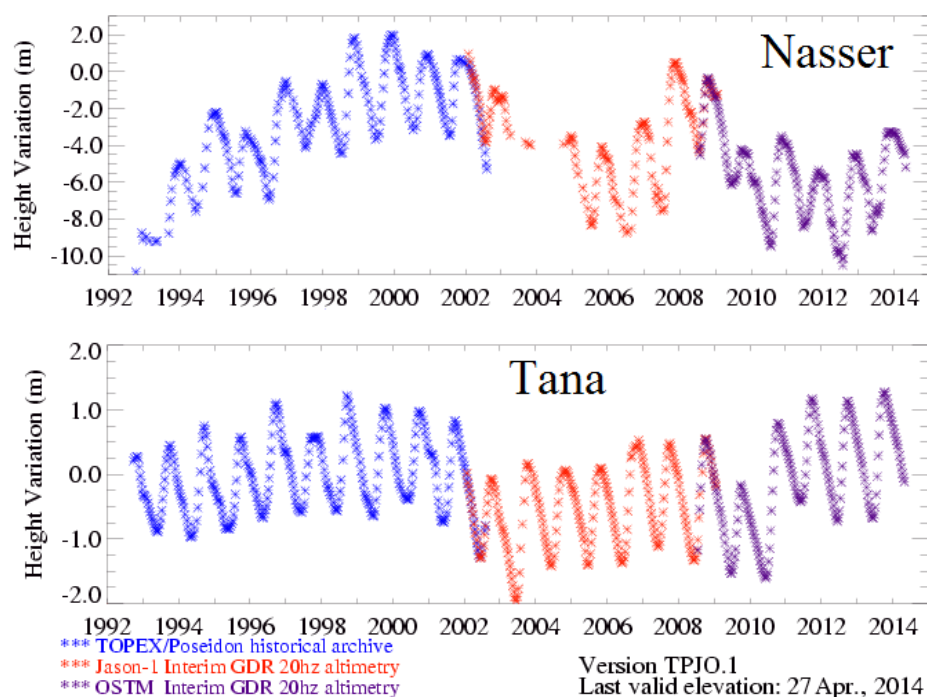 Nasser
Height Variation (m)
2.0
0.0
-2.0
-4.0
-6.0
-8.0
-10.0
1992 1994 1996 1998 2000 2002 2004 2006 2008 2010 2012 2014
Tana
Height Variation (m)
2.0
1.0
0.0
-1.0
-2.0
1992 1994 1996 1998 2000 2002 2004 2006 2008 2010 2012 2014
*** TOPEX/Poseidon historical archive
*** Jason-1 Interim GDR 20hz altimetry
*** OSTM Interim GDR 20hz altimetry
Version TPJO.1
Last valid elevation: 27 Apr., 2014